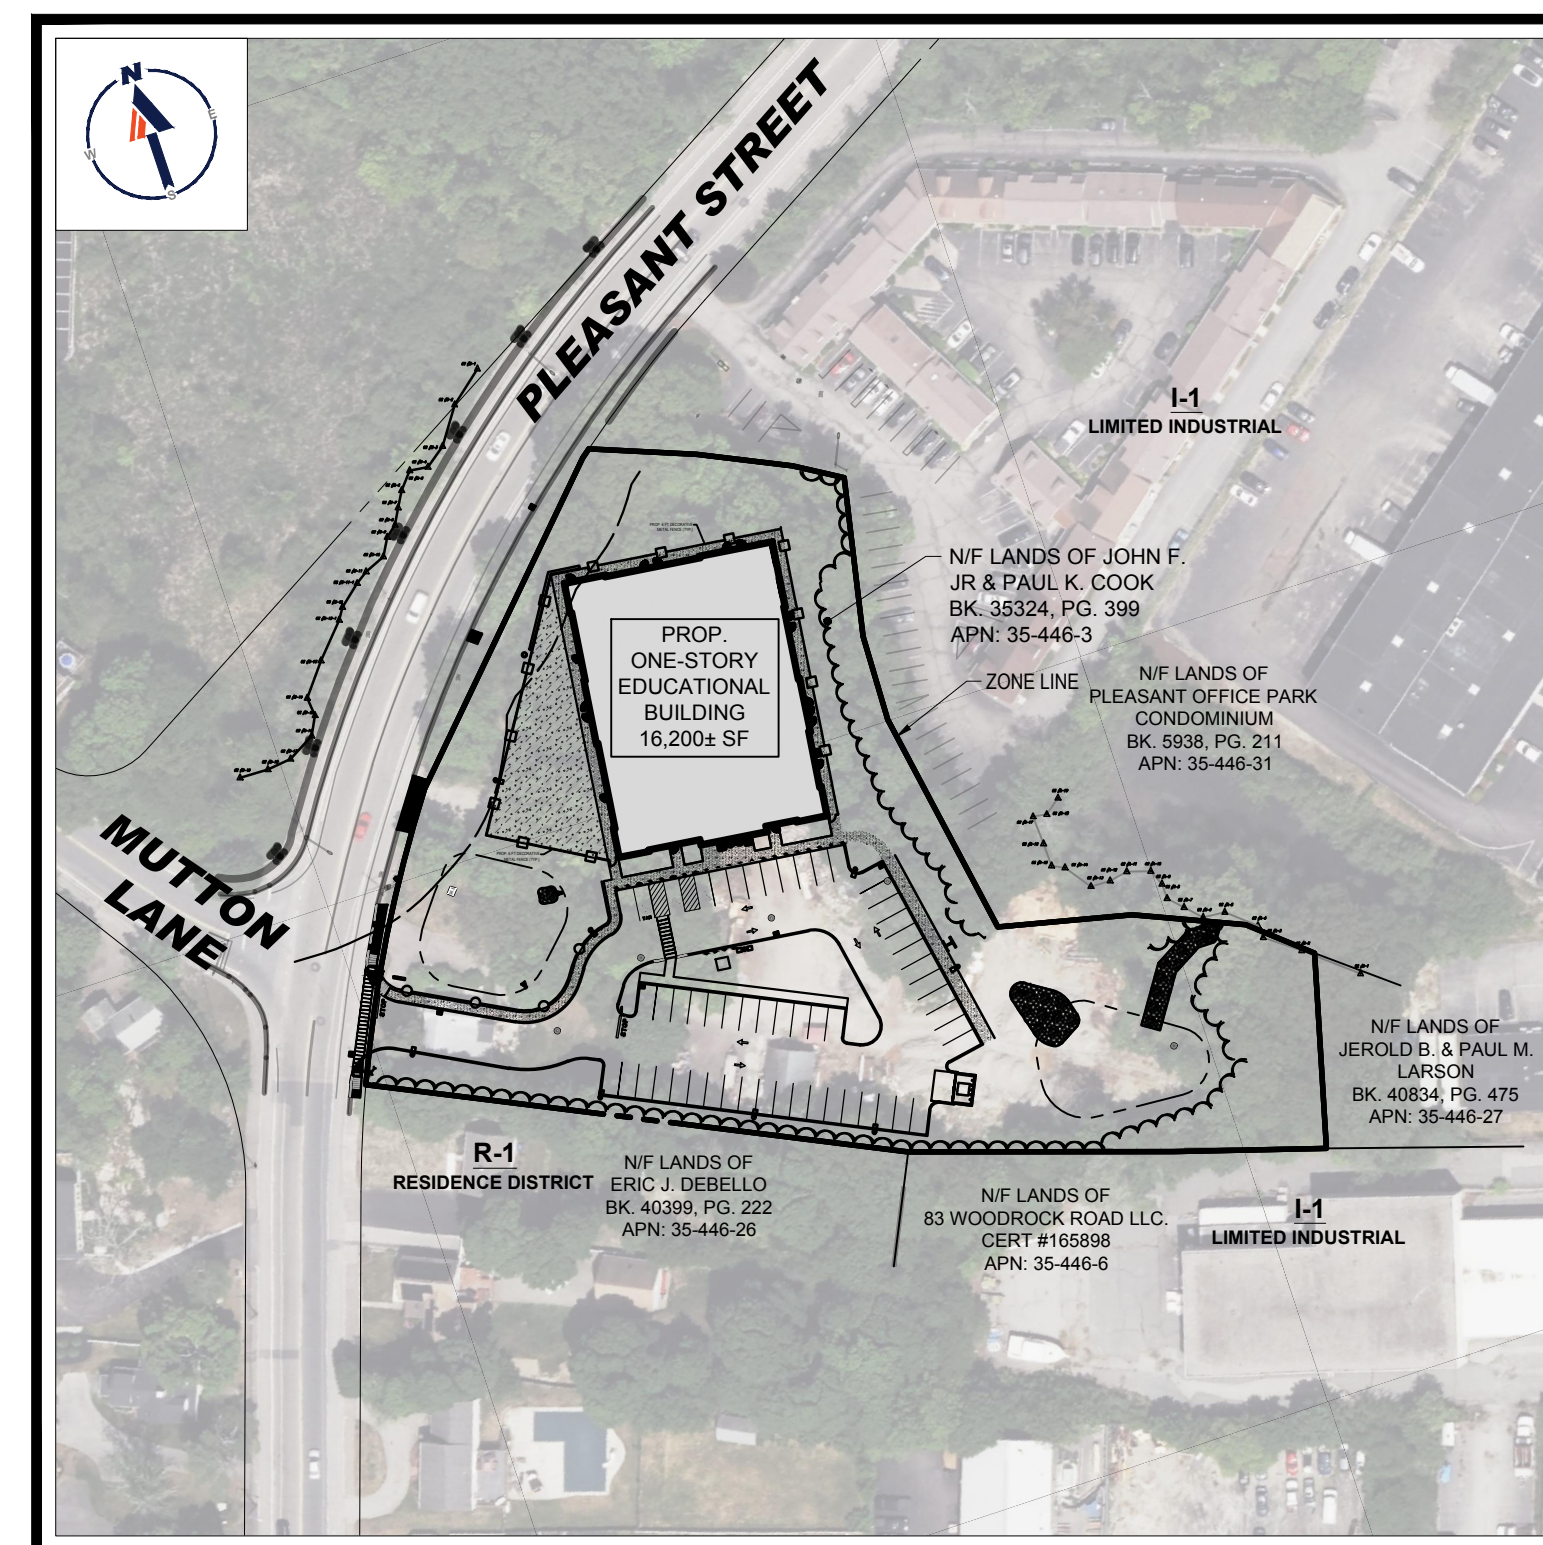 N
E
W
S
PLEASANT STREET
I-1
LIMITED INDUSTRIAL
PROP.
ONE-STORY
EDUCATIONAL
BUILDING
16,200± SF
N/F LANDS OF JOHN F.
JR & PAUL K. COOK
BK. 35324, PG. 399
APN: 35-446-3
ZONE LINE
N/F LANDS OF
PLEASANT OFFICE PARK
CONDOMINIUM
BK. 5938, PG. 211
APN: 35-446-31
MUTTON
LANE
N/F LANDS OF
JEROLD B. & PAUL M.
LARSON
BK. 40834, PG. 475
APN: 35-446-27
R-1
RESIDENCE DISTRICT
N/F LANDS OF
ERIC J. DEBELLO
BK. 40399, PG. 222
APN: 35-446-26
N/F LANDS OF
83 WOODROCK ROAD LLC.
CERT #165898
APN: 35-446-6
I-1
LIMITED INDUSTRIAL